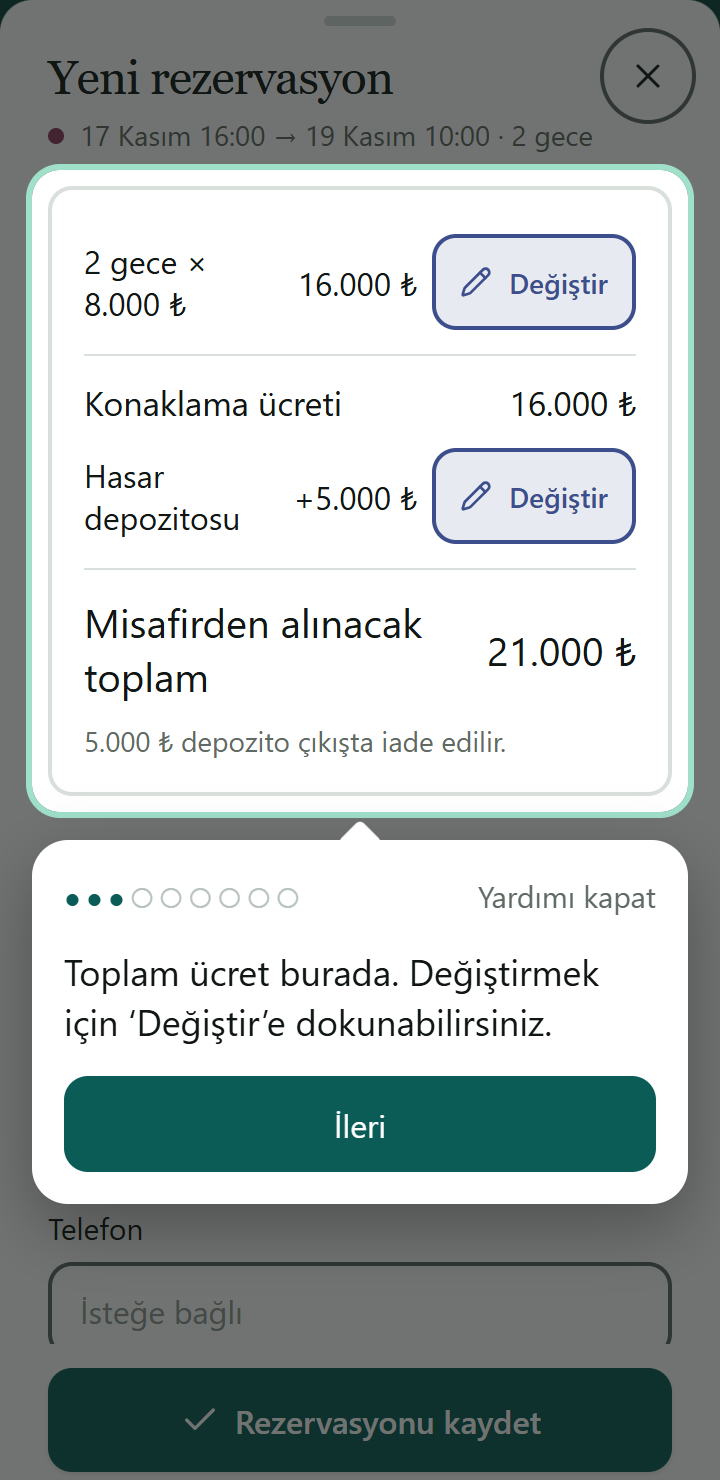 Yeni rezervasyon
17 Kasım 16:00 → 19 Kasım 10:00 · 2 gece
2 gece ×
8.000 ₺
16.000 ₺
Değiştir
Konaklama ücreti
16.000 ₺
Hasar
depozitosu
+5.000 ₺
Değiştir
Misafirden alınacak
toplam
21.000 ₺
5.000 ₺ depozito çıkışta iade edilir.
Yardımı kapat
Toplam ücret burada. Değiştirmek
için ‘Değiştir’e dokunabilirsiniz.
İleri
Telefon
İsteğe bağlı
Rezervasyonu kaydet